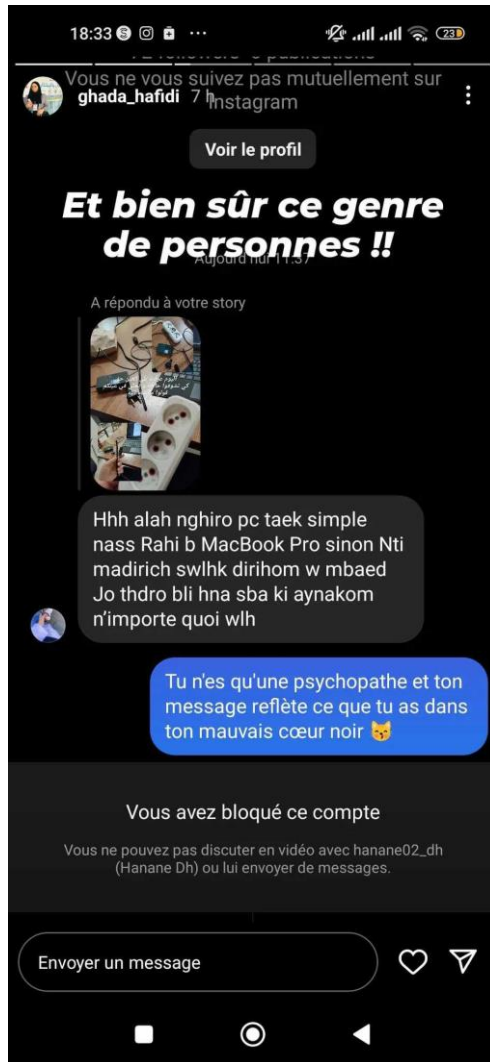 18:33
23
Vous ne vous suivez pas mutuellement sur
Instagram
ghada_hafidi 7 h
Voir le profil
Et bien sûr ce genre
de personnes !!
Aujourd'hui 11:37
A répondu à votre story
Hhh alah nghiro pc taek simple
nass Rahi b MacBook Pro sinon Nti
madirich swlhk dirihom w mbaed
Jo thdro bli hna sba ki aynakom
n'importe quoi wlh
Tu n'es qu'une psychopathe et ton
message reflète ce que tu as dans
ton mauvais cœur noir 😽
Vous avez bloqué ce compte
Vous ne pouvez pas discuter en vidéo avec hanane02_dh
(Hanane Dh) ou lui envoyer de messages.
Envoyer un message